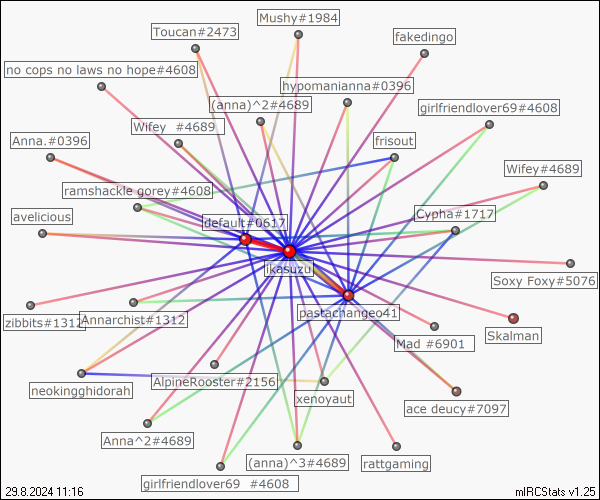 Mushy#1984
Toucan#2473
fakedingo
no cops no laws no hope#4608
hypomanianna#0396
(anna)^2#4689
girlfriendlover69#4608
Wifey #4689
Anna.#0396
frisout
Wifey#4689
ramshackle gorey#4608
avelicious
default#0617
Cypha#1717
ikasuzu
Soxy Foxy#5076
zibbits#1312
Annarchist#1312
pastachangeo41
Skalman
Mad #6901
neokingghidorah
AlpineRooster#2156
xenoyaut
ace deucy#7097
Anna^2#4689
(anna)^3#4689
rattgaming
girlfriendlover69 #4608
29.8.2024 11:16
mIRCStats v1.25